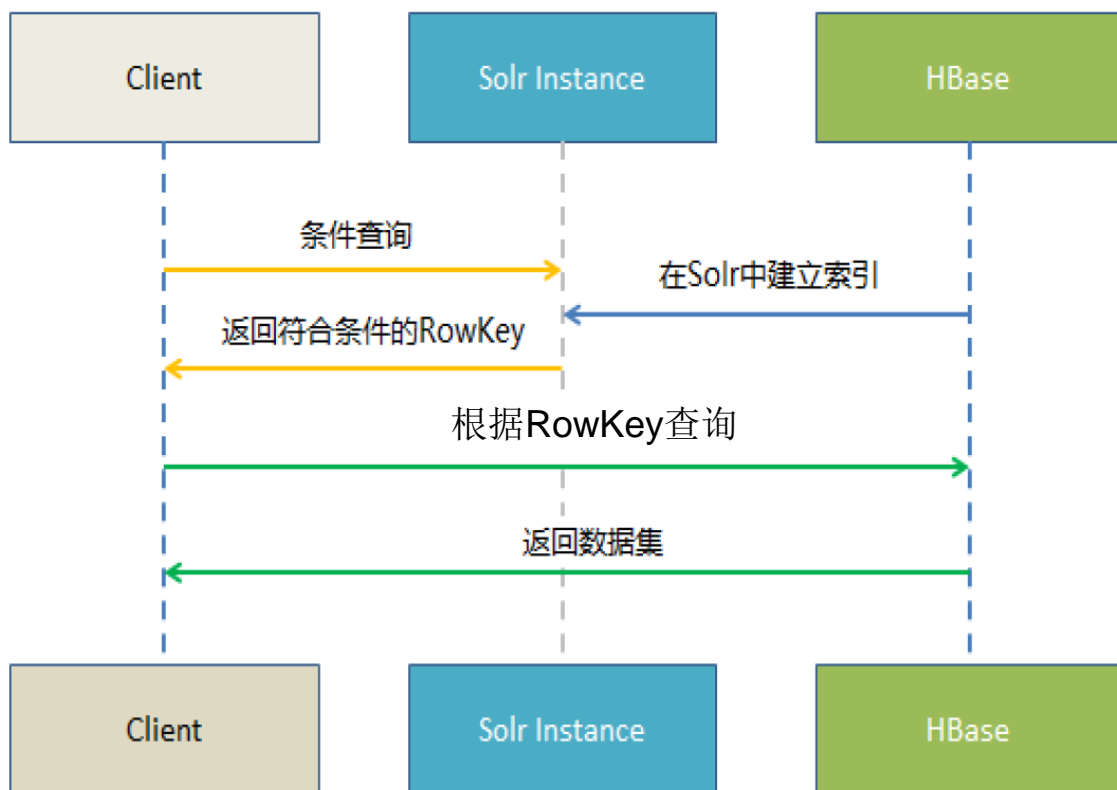 Client
Solr Instance
HBase
条件查询
在Solr中建立索引
返回符合条件的RowKey
根据RowKey查询
返回数据集
Client
Solr Instance
HBase